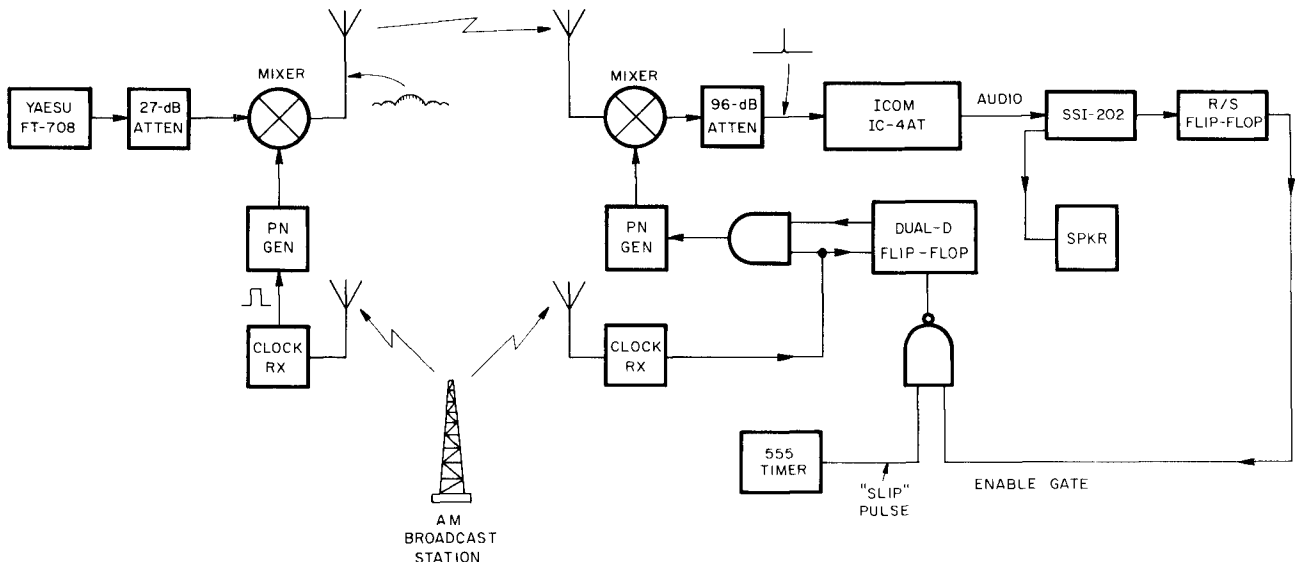 YAESU
FT-708
27-dB
ATTEN
MIXER
PN
GEN
CLOCK
RX
AM
BROADCAST
STATION
MIXER
96-dB
ATTEN
ICOM
IC-4AT
AUDIO
SSI-202
R/S
FLIP-FLOP
SPKR
PN
GEN
DUAL-D
FLIP-FLOP
CLOCK
RX
555
TIMER
"SLIP"
PULSE
ENABLE GATE